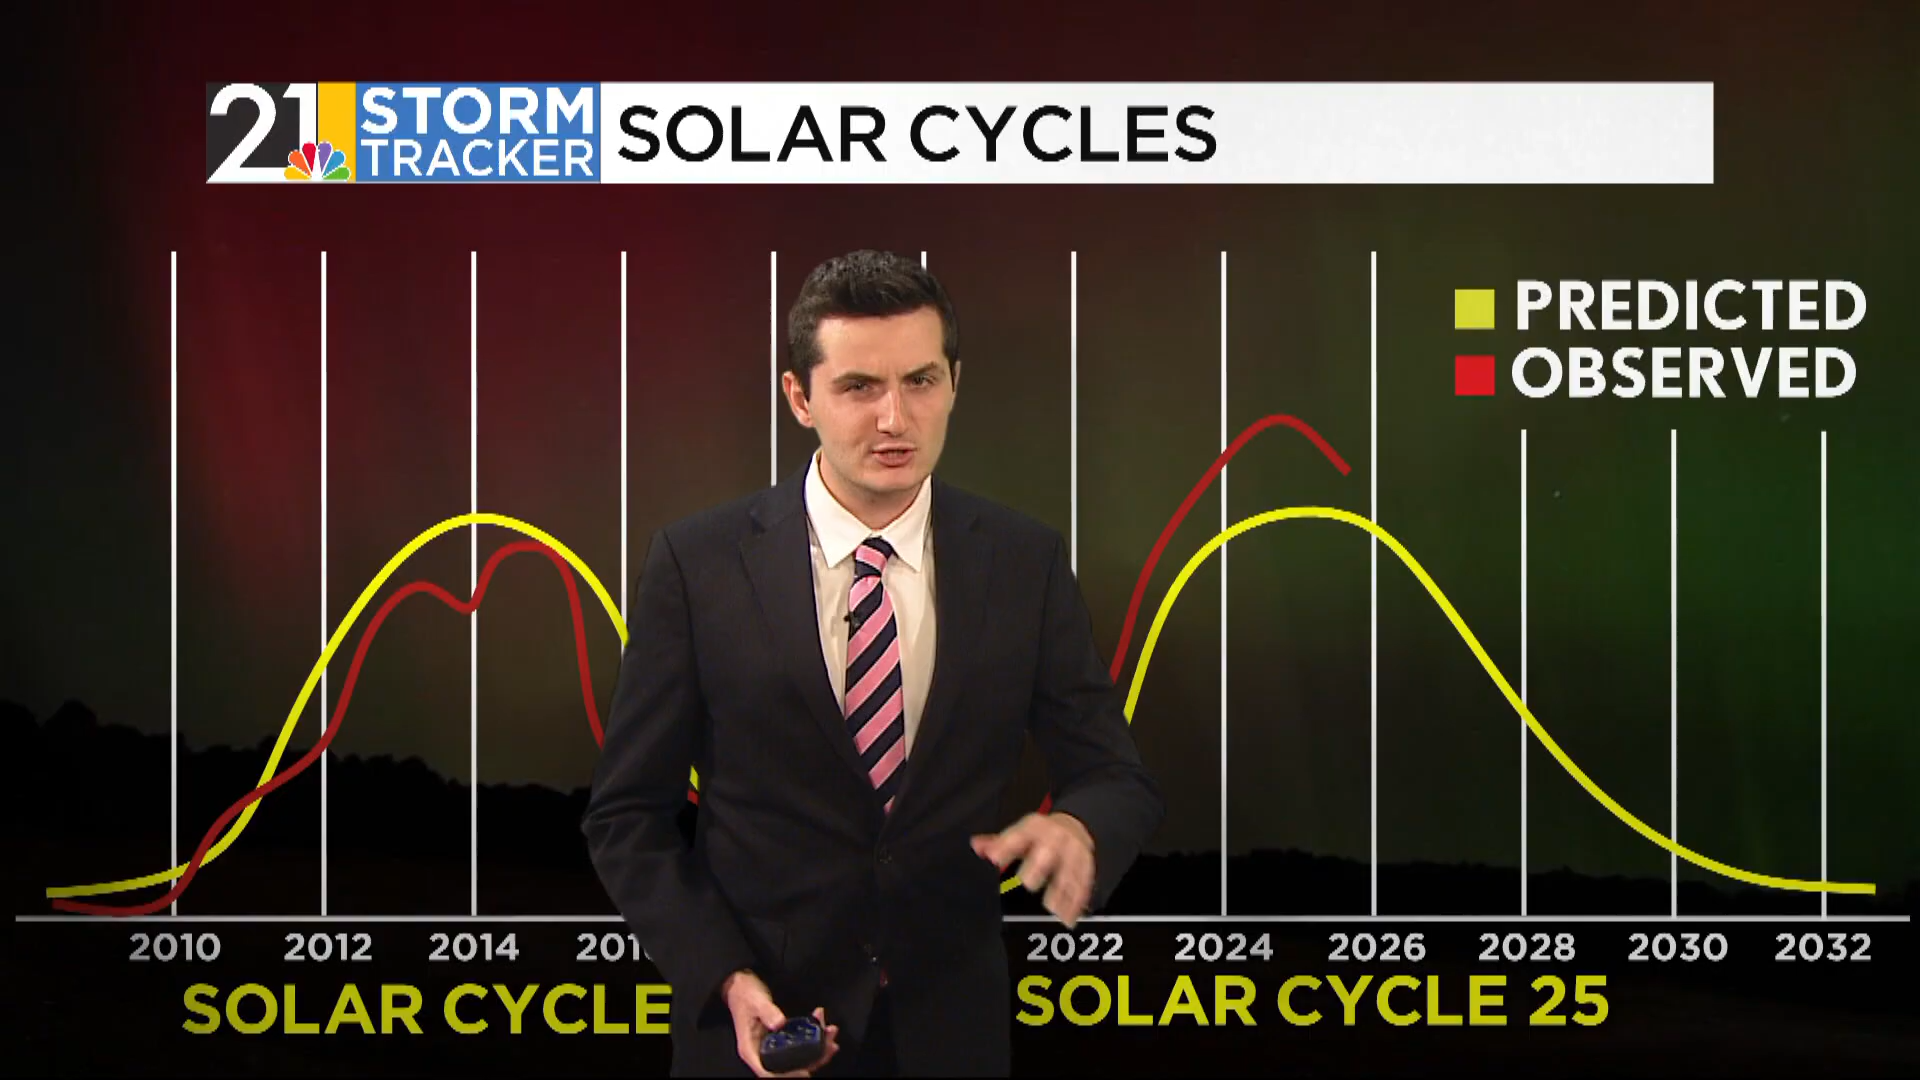 21 STORM TRACKER SOLAR CYCLES
PREDICTED
OBSERVED
2010 2012 2014 2022 2024 2026 2028 2030 2032
SOLAR CYCLE SOLAR CYCLE 25